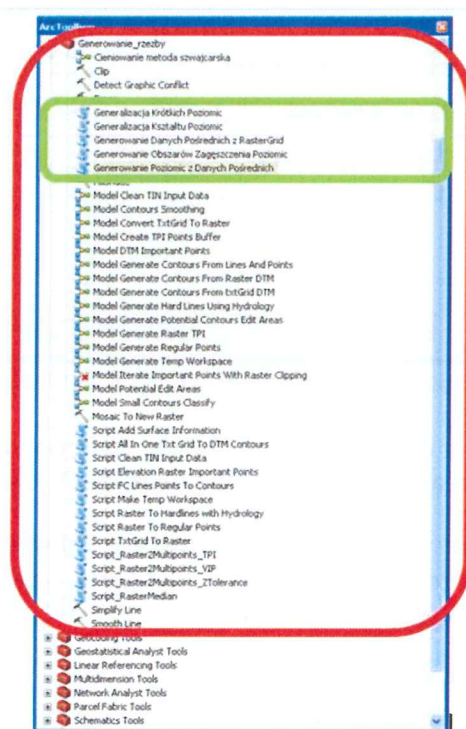 ArcToolbox
Generowanie_rzezby
Cieniowanie metoda szwajcarska
Clip
Detect Graphic Conflict
Generalizacja Krótkich Poziomic
Generalizacja Kształtu Poziomic
Generowanie Danych Pośrednich z RasterGrid
Generowanie Obszarów Zagęszczenia Poziomic
Generowanie Poziomic z Danych Pośrednich
Model Clean TIN Input Data
Model Contours Smoothing
Model Convert TxtGrid To Raster
Model Create TPI Points Buffer
Model DTM Important Points
Model Generate Contours From Lines And Points
Model Generate Contours From Raster DTM
Model Generate Contours From txtGrid DTM
Model Generate Hard Lines Using Hydrology
Model Generate Potential Contours Edit Areas
Model Generate Raster TPI
Model Generate Regular Points
Model Generate Temp Workspace
Model Iterate Important Points With Raster Clipping
Model Potential Edit Areas
Model Small Contours Classify
Mosaic To New Raster
Script Add Surface Information
Script All In One Txt Grid To DTM Contours
Script Clean TIN Input Data
Script Elevation Raster Important Points
Script FC Lines Points To Contours
Script Make Temp Workspace
Script Raster To Hardlines with Hydrology
Script Raster To Regular Points
Script TxtGrid To Raster
Script_Raster2Multipoints_TPI
Script_Raster2Multipoints_VIP
Script_Raster2Multipoints_ZTolerance
Script_RasterMedian
Simplify Line
Smooth Line
Geocoding Tools
Geostatistical Analyst Tools
Linear Referencing Tools
Multidimension Tools
Network Analyst Tools
Parcel Fabric Tools
Schematics Tools